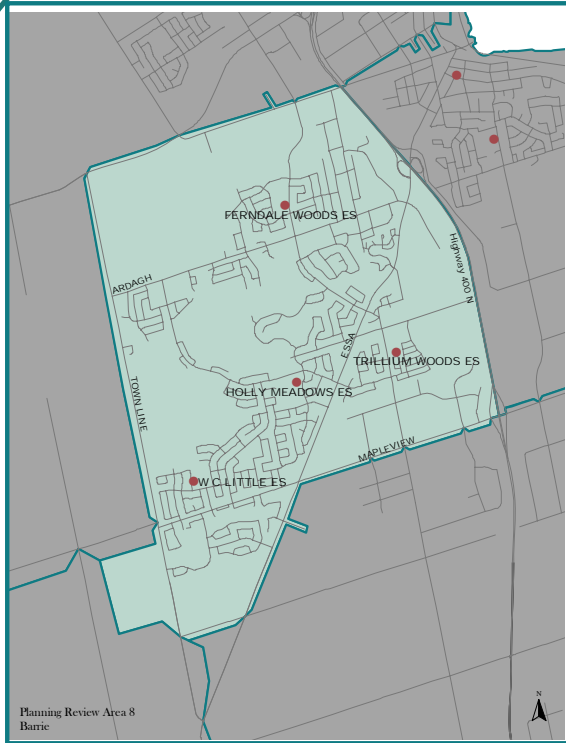 FERNDALE WOODS ES
Highway 400 N
ARDAGH
ESSA
TRILLIUM WOODS ES
TOWN LINE
HOLLY MEADOWS ES
MAPLEVIEW
W C LITTLE ES
N
Planning Review Area 8
Barrie